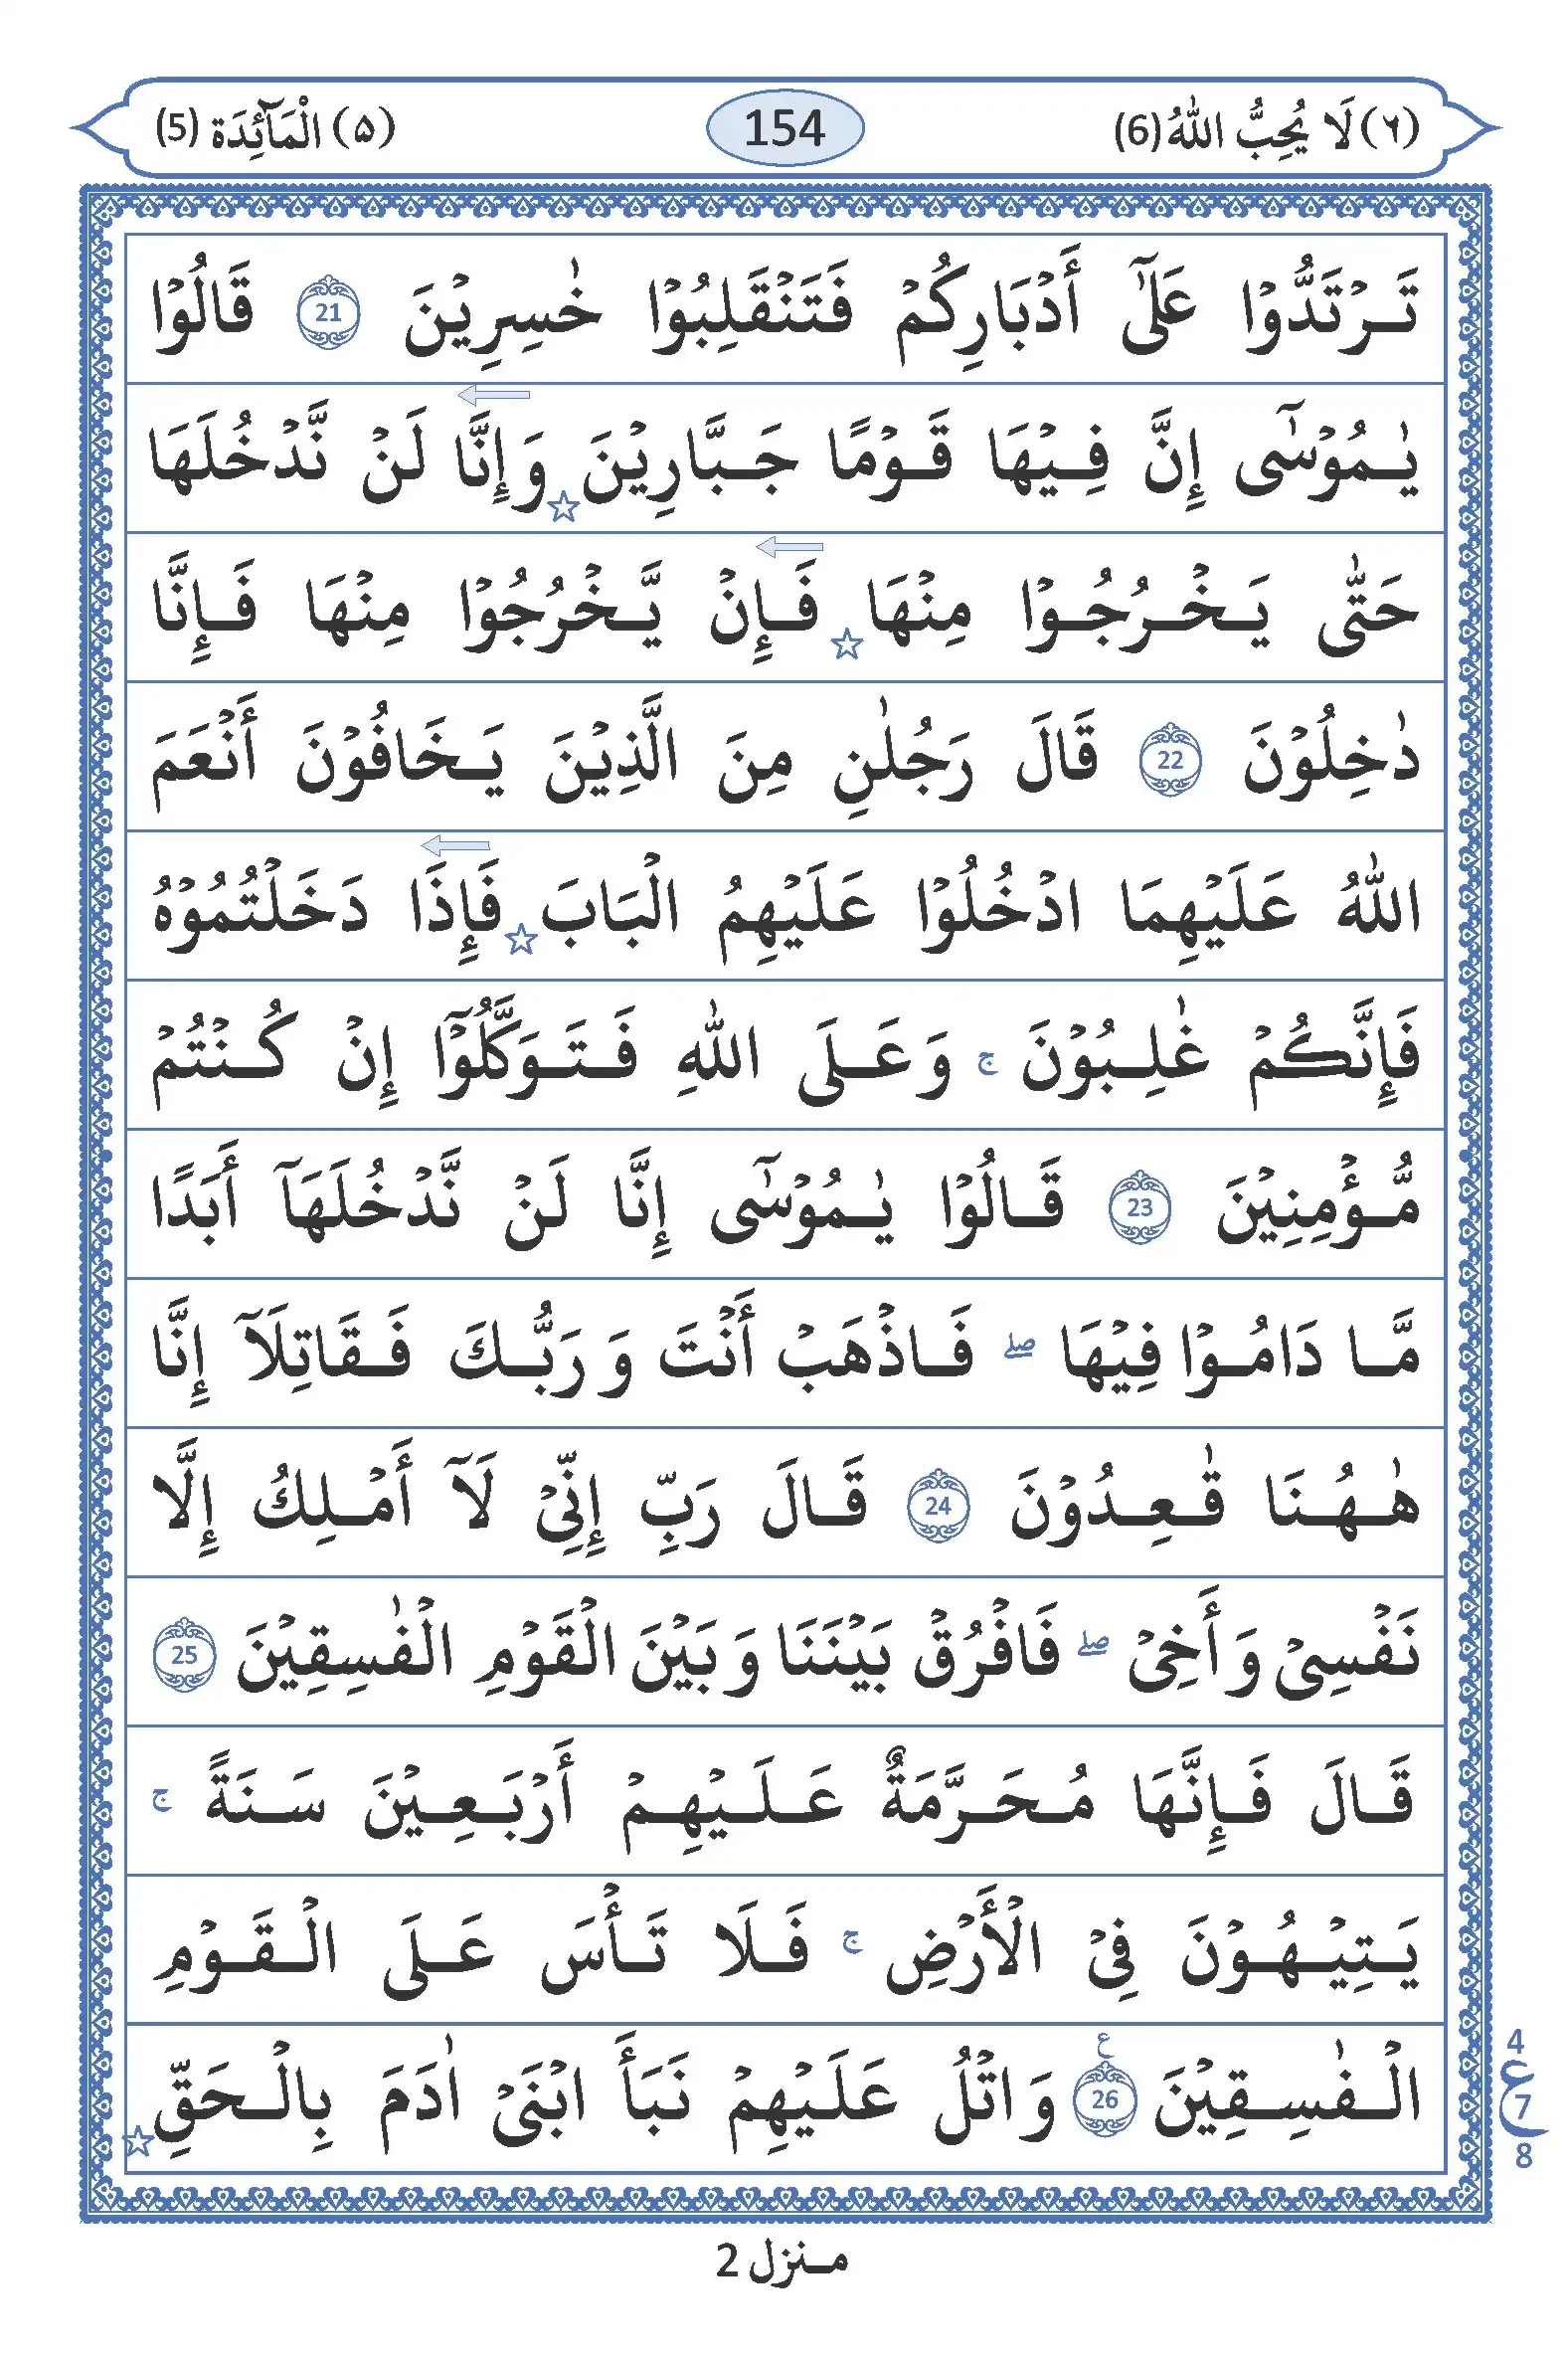 (٦) لَا يُحِبُّ اللّٰهُ (6) 154 (۵) الْمَآئِدَة (5)
تَرْتَدُّوْا عَلٰٓى أَدْبَارِكُمْ فَتَنْقَلِبُوْا خٰسِرِيْنَ 21 قَالُوْا
يٰمُوْسٰٓى إِنَّ فِيْهَا قَوْمًا جَبَّارِيْنَ ☆ وَإِنَّا لَنْ نَّدْخُلَهَا
حَتّٰى يَخْرُجُوْا مِنْهَا ☆ فَإِنْ يَّخْرُجُوْا مِنْهَا فَإِنَّا
دٰخِلُوْنَ 22 قَالَ رَجُلٰنِ مِنَ الَّذِيْنَ يَخَافُوْنَ أَنْعَمَ
اللّٰهُ عَلَيْهِمَا ادْخُلُوْا عَلَيْهِمُ الْبَابَ ☆ فَإِذَا دَخَلْتُمُوْهُ
فَإِنَّكُمْ غٰلِبُوْنَ ج وَعَلَى اللّٰهِ فَتَوَكَّلُوْٓا إِنْ كُنْتُمْ
مُّؤْمِنِيْنَ 23 قَالُوْا يٰمُوْسٰٓى إِنَّا لَنْ نَّدْخُلَهَآ أَبَدًا
مَّا دَامُوْا فِيْهَا صلے فَاذْهَبْ أَنْتَ وَرَبُّكَ فَقَاتِلَآ إِنَّا
هٰهُنَا قٰعِدُوْنَ 24 قَالَ رَبِّ إِنِّيْ لَآ أَمْلِكُ إِلَّا
نَفْسِيْ وَأَخِيْ صلے فَافْرُقْ بَيْنَنَا وَبَيْنَ الْقَوْمِ الْفٰسِقِيْنَ 25
قَالَ فَإِنَّهَا مُحَرَّمَةٌ عَلَيْهِمْ أَرْبَعِيْنَ سَنَةً ج
يَتِيْهُوْنَ فِي الْأَرْضِ ج فَلَا تَأْسَ عَلَى الْقَوْمِ
الْفٰسِقِيْنَ 26 ع وَاتْلُ عَلَيْهِمْ نَبَأَ ابْنَيْ اٰدَمَ بِالْحَقِّ ☆
4
ع 7
8
منزل 2